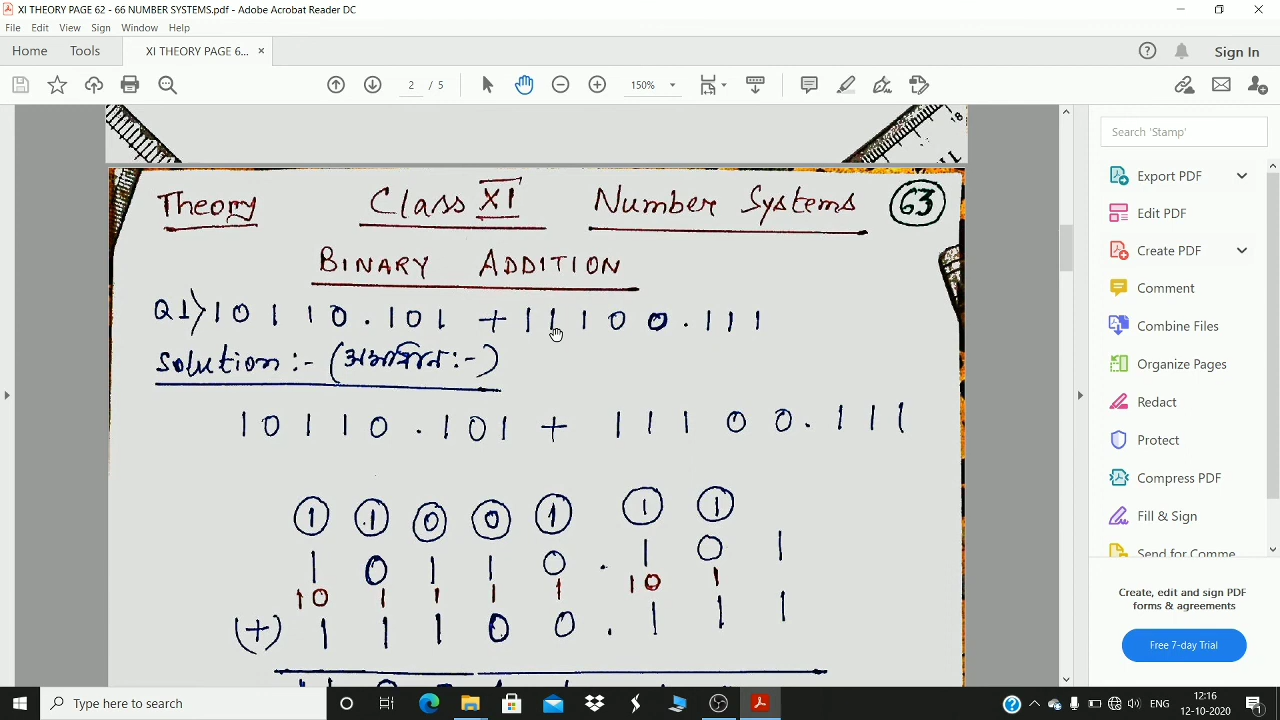 XI THEORY PAGE 62 - 66 NUMBER SYSTEMS.pdf - Adobe Acrobat Reader DC
File Edit View Sign Window Help
Home Tools XI THEORY PAGE 6... × Sign In
2 / 5 150%
Search 'Stamp'
Export PDF
Edit PDF
Create PDF
Comment
Combine Files
Organize Pages
Redact
Protect
Compress PDF
Fill & Sign
Send for Comme
Create, edit and sign PDF
forms & agreements
Free 7-day Trial
18
Theory Class XI Number Systems 63
BINARY ADDITION
Q1> 10110.101 + 11100.111
Solution :- ( :-)
10110.101 + 11100.111
1 1 0 0 1 1 1
1 0 1 1 0 . 1 0 1
10 1 1 1 1 10 1
(+) 1 1 1 0 0 . 1 1 1
Type here to search
ENG
12:16
12-10-2020
1